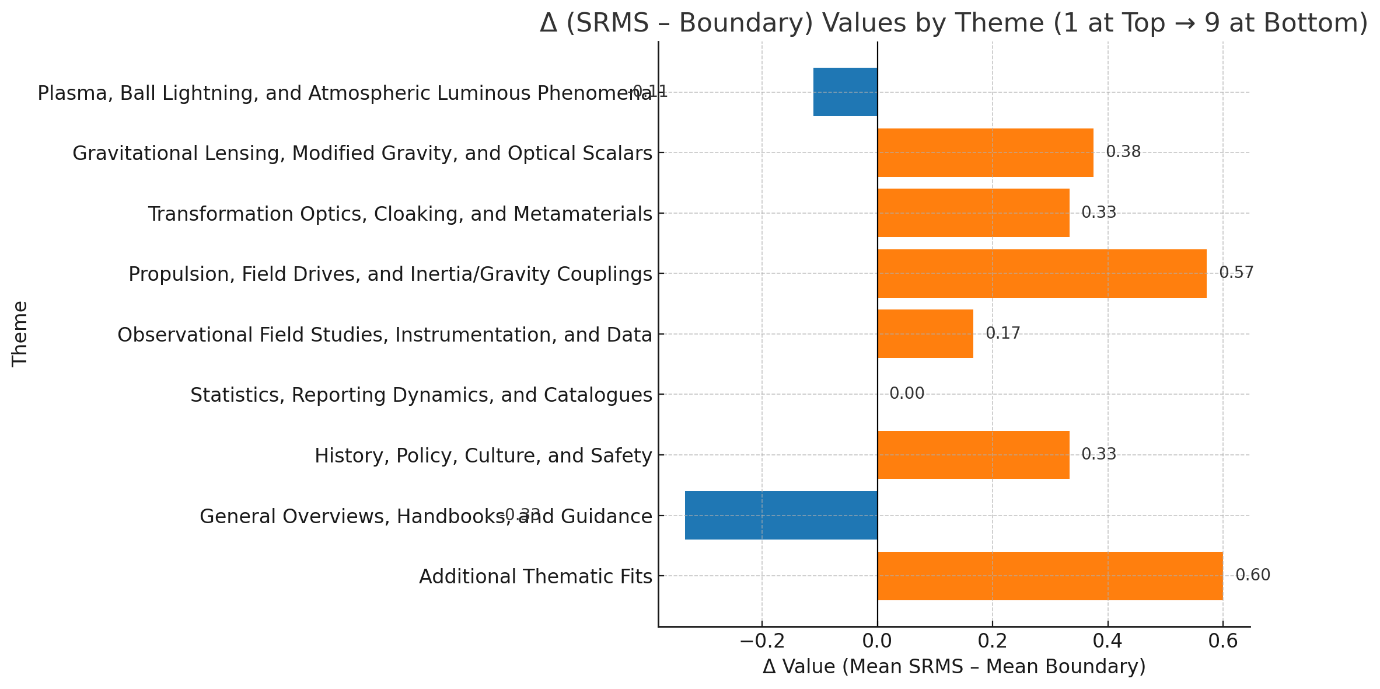 Δ (SRMS – Boundary) Values by Theme (1 at Top → 9 at Bottom)
Plasma, Ball Lightning, and Atmospheric Luminous Phenomena
-0.11
Gravitational Lensing, Modified Gravity, and Optical Scalars
0.38
Transformation Optics, Cloaking, and Metamaterials
0.33
Propulsion, Field Drives, and Inertia/Gravity Couplings
0.57
Observational Field Studies, Instrumentation, and Data
0.17
Theme
Statistics, Reporting Dynamics, and Catalogues
0.00
History, Policy, Culture, and Safety
0.33
General Overviews, Handbooks, and Guidance
-0.33
Additional Thematic Fits
0.60
−0.2 0.0 0.2 0.4 0.6
Δ Value (Mean SRMS – Mean Boundary)